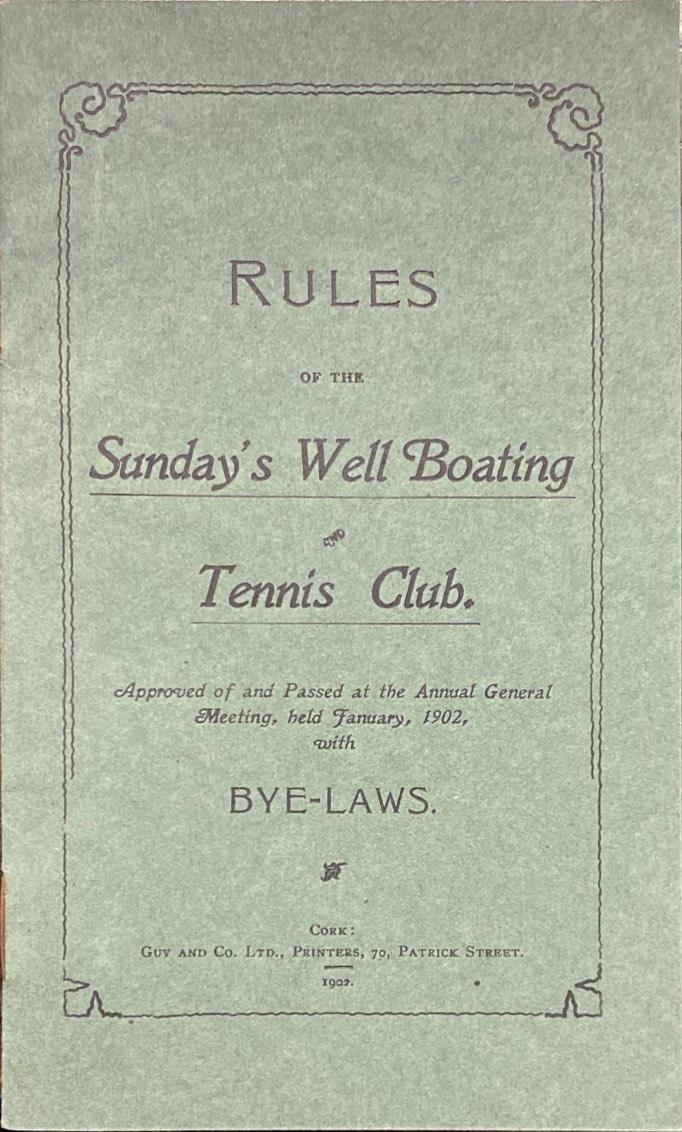 RULES
OF THE
Sunday's Well Boating
AND
Tennis Club.
Approved of and Passed at the Annual General
Meeting, held January, 1902,
with
BYE-LAWS.
CORK:
GUY AND CO. LTD., PRINTERS, 70, PATRICK STREET.
1902.